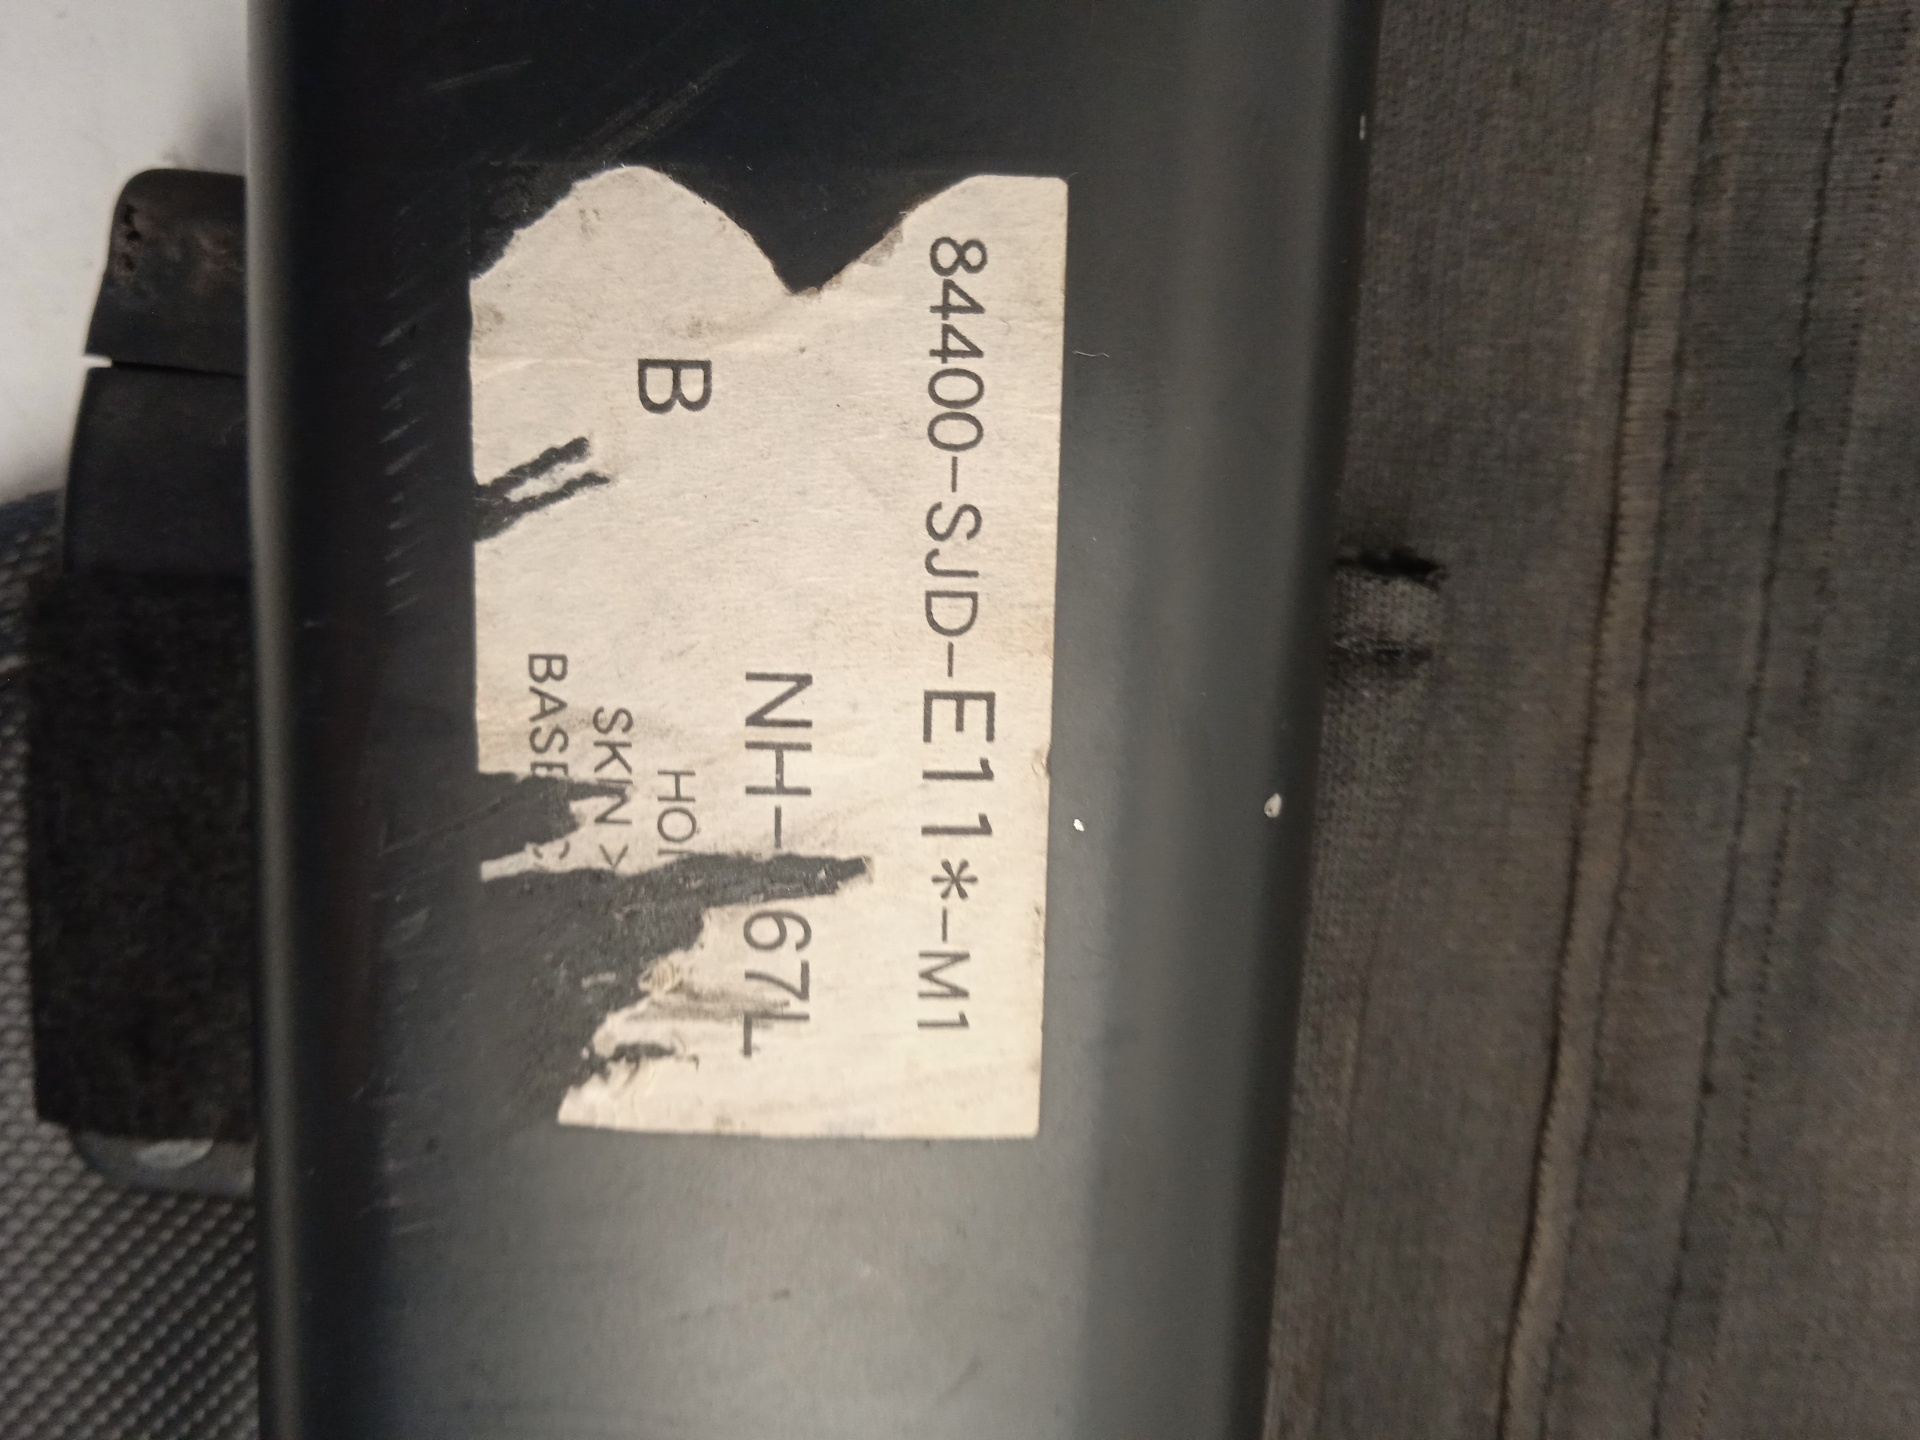 84400-SJD-E11*-M1
NH-167L
B
HO
SKIN >
BASE